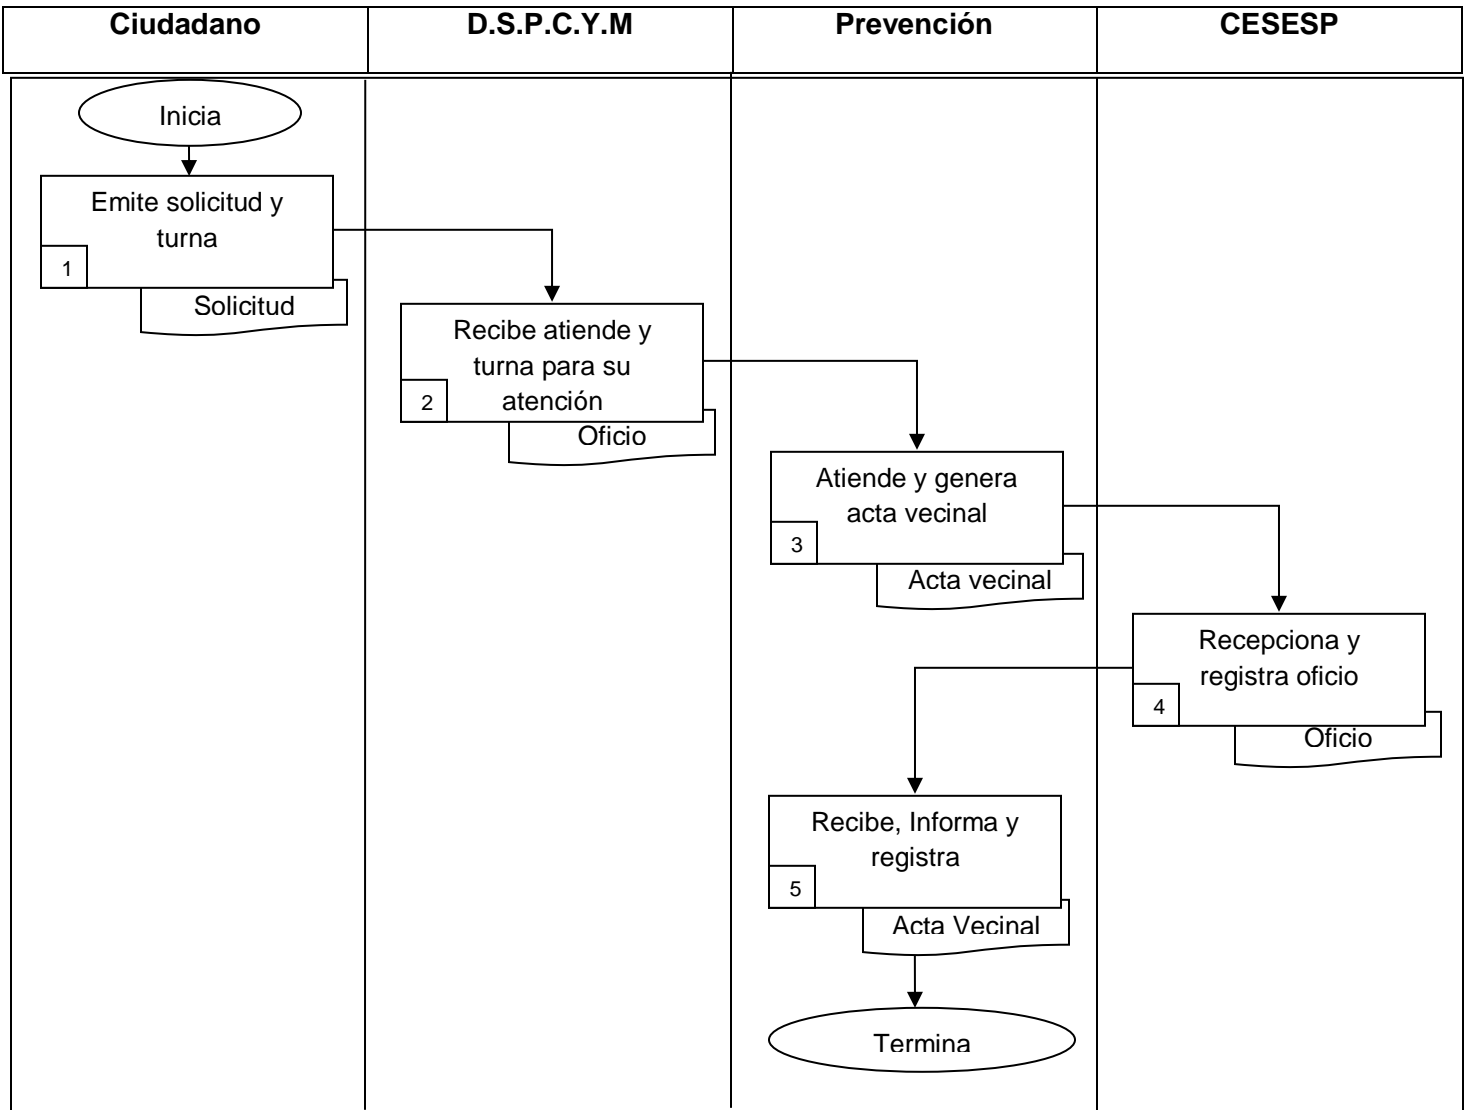 Ciudadano
D.S.P.C.Y.M
Prevención
CESESP
Inicia
Emite solicitud y
turna
1
Solicitud
Recibe atiende y
turna para su
atención
2
Oficio
Atiende y genera
acta vecinal
3
Acta vecinal
Recepciona y
registra oficio
4
Oficio
Recibe, Informa y
registra
5
Acta Vecinal
Termina